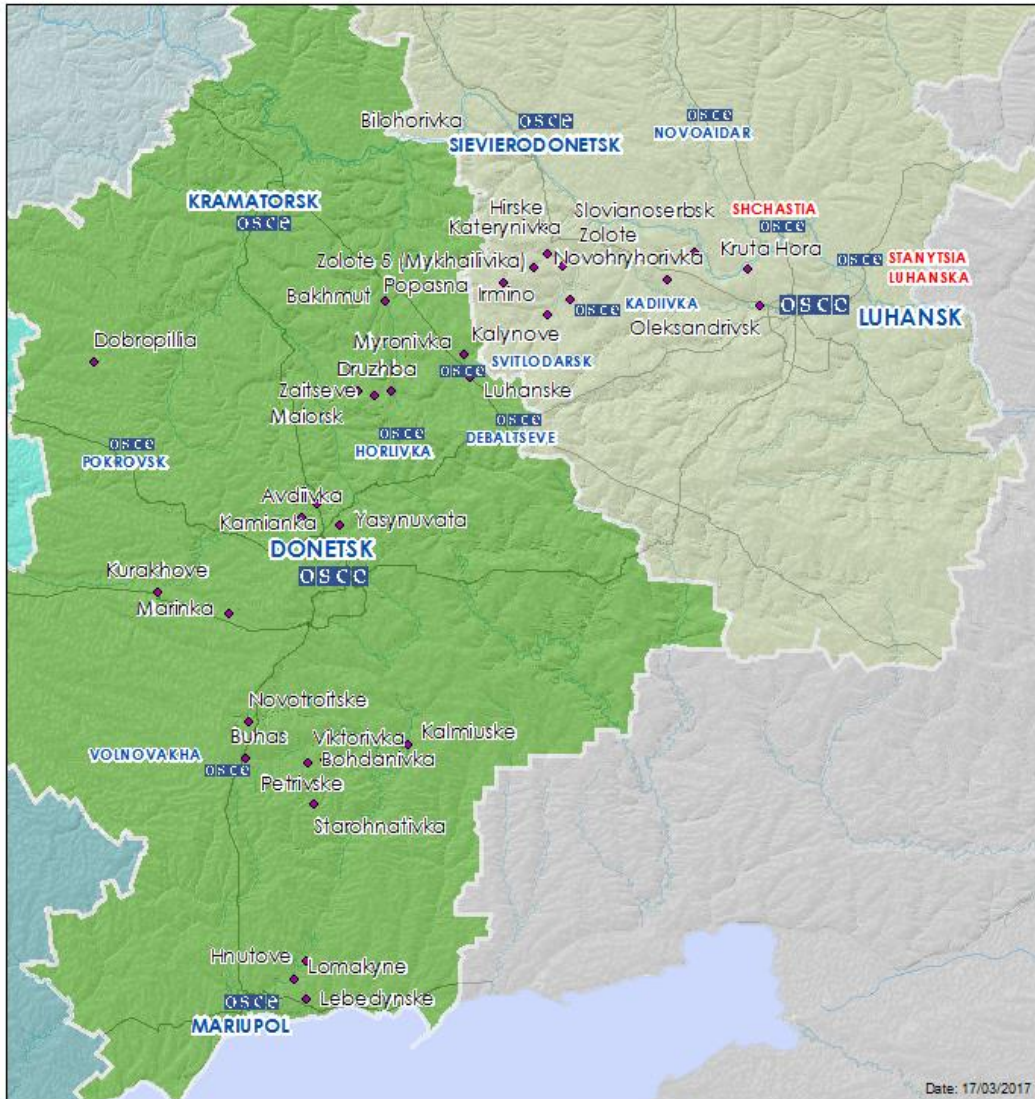 Bilohorivka
osce
SIEVIERODONETSK
osce
NOVOAIDAR
KRAMATORSK
osce
Hirske
Slovianoserbsk
SHCHASTIA
osce
Katerynivka
Zolote
Kruta Hora
Zolote 5 (Mykhailivika)
Novohryhorivka
osce
STANYTSIA
LUHANSKA
Popasna
Bakhmut
Irmino
osce
KADIIVKA
osce
LUHANSK
Kalynove
Oleksandrivsk
Dobropillia
Myronivka
SVITLODARSK
Druzhba
osce
Zaitseve
Luhanske
Maiorsk
osce
HORLIVKA
osce
DEBALTSEVE
osce
POKROVSK
Avdiivka
Kamianka
Yasynuvata
DONETSK
osce
Kurakhove
Marinka
Novotroitske
Buhas
Viktorivka
Kalmiuske
VOLNOVAKHA
osce
Bohdanivka
Petrivske
Starohnativka
Hnutove
Lomakyne
osce
Lebedynske
MARIUPOL
Date: 17/03/2017